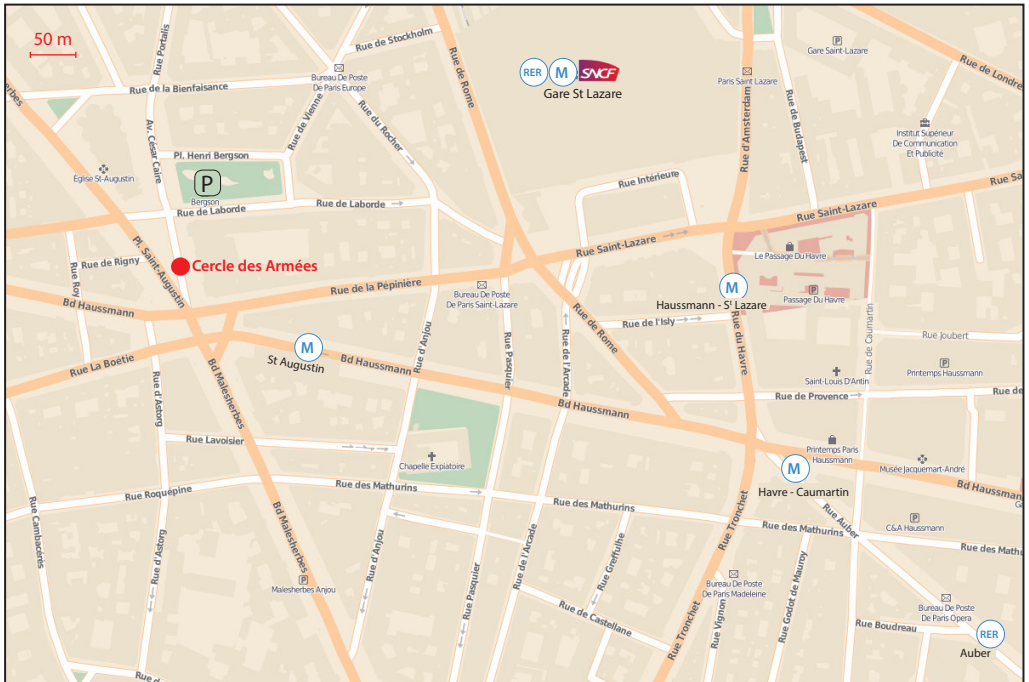 50 m
Rue Portalis
Rue de Stockholm
Rue de Rome
RER
M
SNCF
Gare St Lazare
P
Gare Saint-Lazare
Rue de Londre
Bureau De Poste
De Paris Europe
Paris Saint Lazare
herbes
Rue de la Bienfaisance
Rue de Vienne
Rue du Rocher
Rue d'Amsterdam
Rue de Budapest
Institut Supérieur
De Communication
Et Publicité
Av. César Caire
Pl. Henri Bergson
Église St-Augustin
P
Bergson
Rue de Laborde
Rue de Laborde
Rue Intérieure
Rue Sa
Rue Saint-Lazare
Rue Saint-Lazare
Pl. Saint-Augustin
Rue de Rigny
Rue Roy
Cercle des Armées
Le Passage Du Havre
M
Haussmann - St Lazare
P
Passage Du Havre
Rue de la Pépinière
Bureau De Poste
De Paris Saint-Lazare
Bd Haussmann
Rue de Rome
Rue de l'Isly
Rue du Havre
Rue de Caumartin
Rue Joubert
Rue d'Anjou
Rue Pasquier
Rue de l'Arcade
M
St Augustin
Bd Haussmann
Rue La Boétie
Bd Malesherbes
Rue d'Astorg
P
Printemps Haussmann
Saint-Louis D'Antin
Rue de Provence
Rue de
Bd Haussmann
Rue Lavoisier
Chapelle Expiatoire
Printemps Paris
Haussmann
M
Havre - Caumartin
Musée Jacquemart-André
Bd Haussmann
Rue Roquépine
Rue des Mathurins
Rue des Mathurins
Rue des Mathurins
Rue des Mathu
Rue Auber
P
C&A Haussmann
Rue Tronchet
Rue Cambacérès
Rue d'Astorg
Bd Malesherbes
Rue d'Anjou
Rue Pasquier
Rue de l'Arcade
Rue Greffulhe
P
Malesherbes Anjou
Rue de Castellane
Rue Tronchet
Bureau De Poste
De Paris Madeleine
Rue Vignon
Rue Godot de Mauroy
Bureau De Poste
De Paris Opera
Rue Boudreau
RER
Auber
Rue d